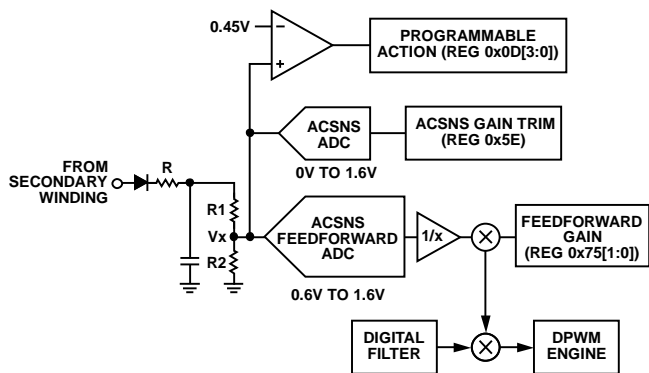 0.45V
−
+
PROGRAMMABLE
ACTION (REG 0x0D[3:0])
ACSNS
ADC
0V TO 1.6V
ACSNS GAIN TRIM
(REG 0x5E)
FROM
SECONDARY
WINDING
R
R1
Vx
R2
ACSNS
FEEDFORWARD
ADC
0.6V TO 1.6V
1/x
×
FEEDFORWARD
GAIN
(REG 0x75[1:0])
DIGITAL
FILTER
×
DPWM
ENGINE